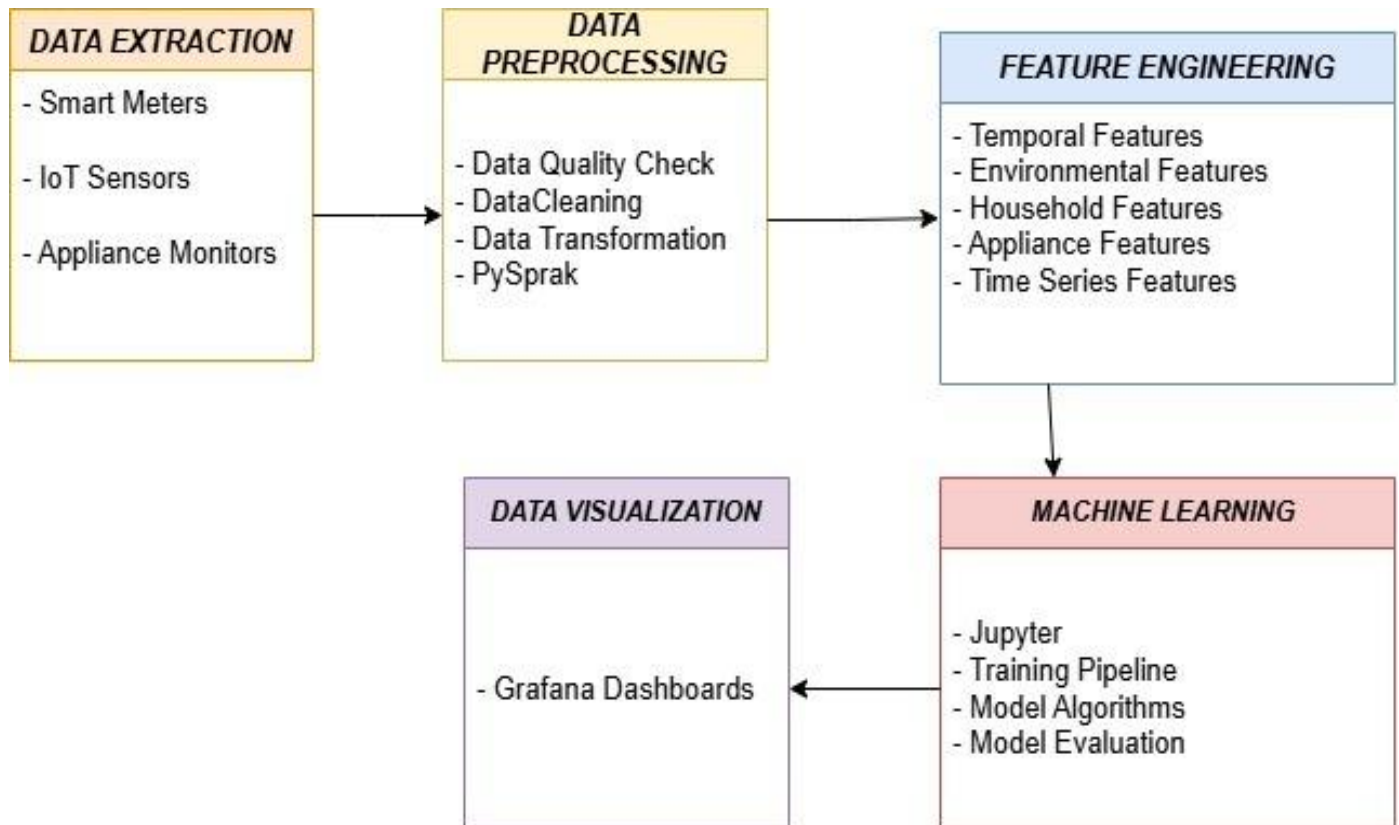 DATA EXTRACTION
- Smart Meters
- IoT Sensors
- Appliance Monitors
DATA
PREPROCESSING
- Data Quality Check
- DataCleaning
- Data Transformation
- PySprak
FEATURE ENGINEERING
- Temporal Features
- Environmental Features
- Household Features
- Appliance Features
- Time Series Features
MACHINE LEARNING
- Jupyter
- Training Pipeline
- Model Algorithms
- Model Evaluation
DATA VISUALIZATION
- Grafana Dashboards